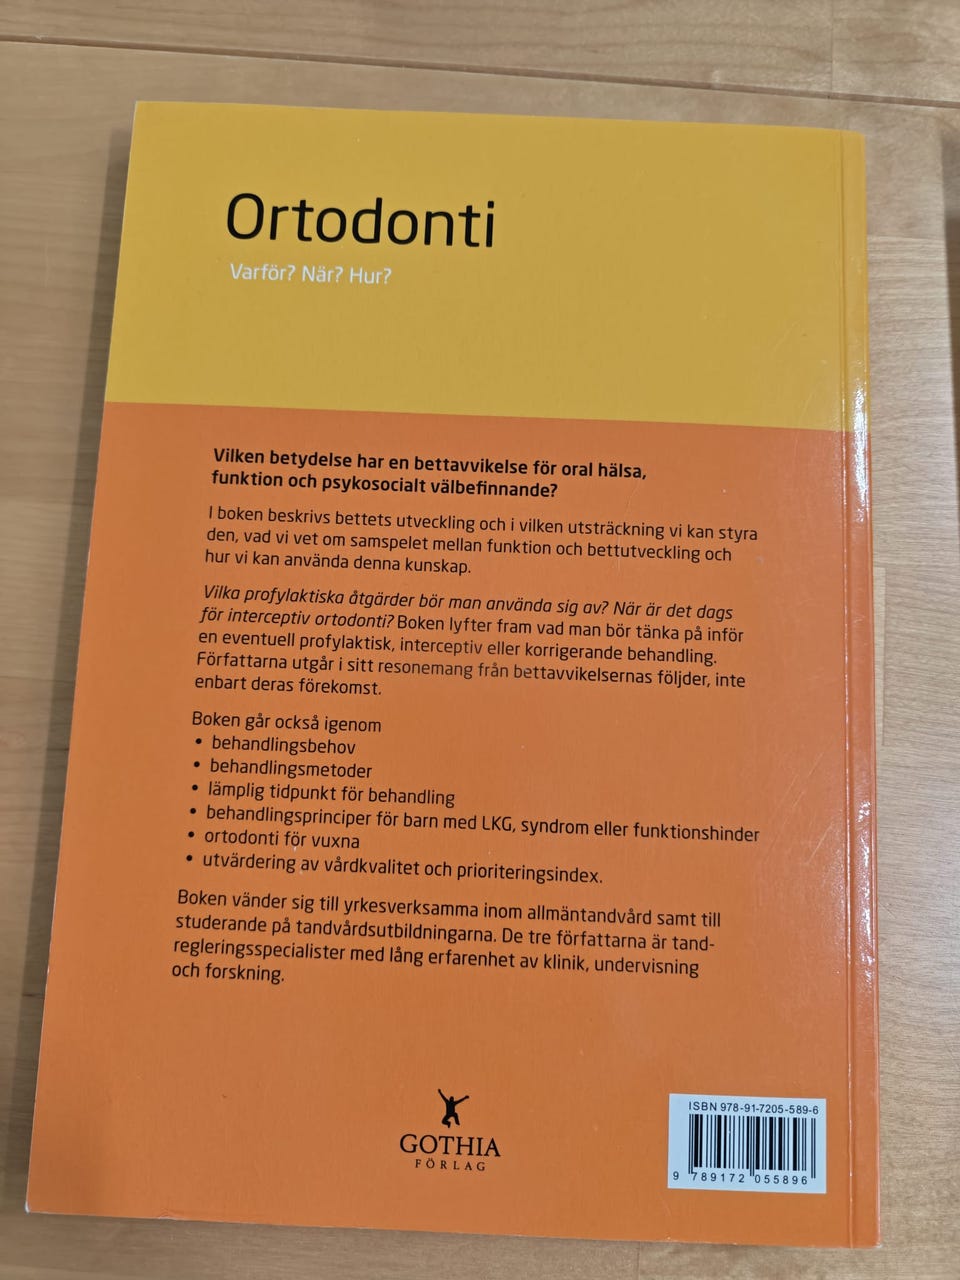 Ortodonti
Varför? När? Hur?
Vilken betydelse har en bettavvikelse för oral hälsa,
funktion och psykosocialt välbefinnande?
I boken beskrivs bettets utveckling och i vilken utsträckning vi kan styra
den, vad vi vet om samspelet mellan funktion och bettutveckling och
hur vi kan använda denna kunskap.
Vilka profylaktiska åtgärder bör man använda sig av? När är det dags
för interceptiv ortodonti? Boken lyfter fram vad man bör tänka på inför
en eventuell profylaktisk, interceptiv eller korrigerande behandling.
Författarna utgår i sitt resonemang från bettavvikelsernas följder, inte
enbart deras förekomst.
Boken går också igenom
• behandlingsbehov
• behandlingsmetoder
• lämplig tidpunkt för behandling
• behandlingsprinciper för barn med LKG, syndrom eller funktionshinder
• ortodonti för vuxna
• utvärdering av vårdkvalitet och prioriteringsindex.
Boken vänder sig till yrkesverksamma inom allmäntandvård samt till
studerande på tandvårdsutbildningarna. De tre författarna är tand-
regleringsspecialister med lång erfarenhet av klinik, undervisning
och forskning.
GOTHIA
FÖRLAG
ISBN 978-91-7205-589-6
9 789172 055896